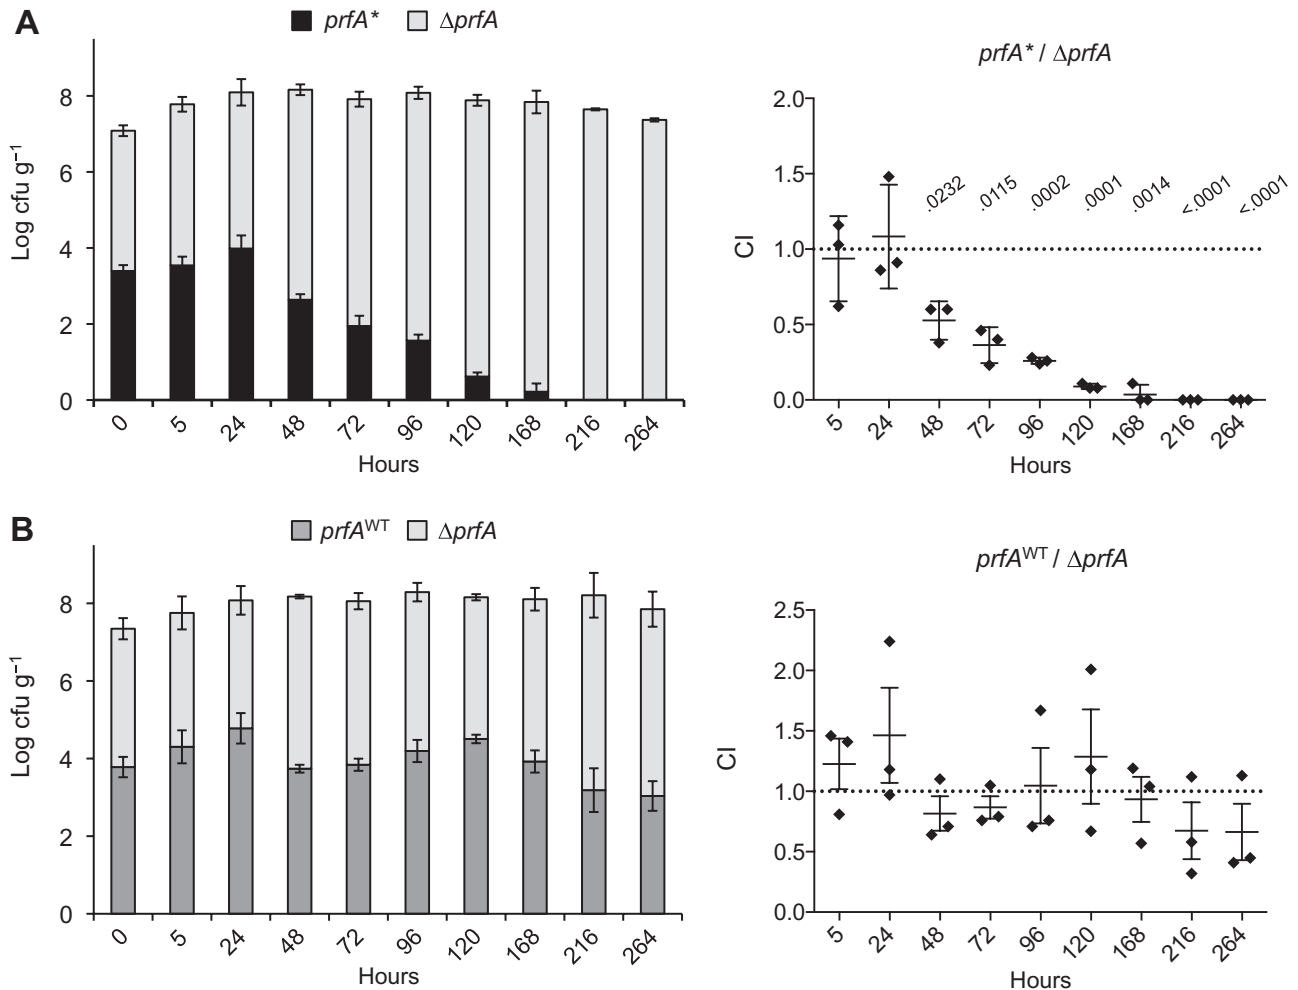 A
prfA* ΔprfA
Log cfu g⁻¹
8
6
4
2
0
0 5 24 48 72 96 120 168 216 264
Hours
prfA* / ΔprfA
CI
2.0
1.5
1.0
0.5
0.0
.0232 .0115 .0002 .0001 .0014 <.0001 <.0001
5 24 48 72 96 120 168 216 264
Hours
B
prfAᵂᵀ ΔprfA
Log cfu g⁻¹
8
6
4
2
0
0 5 24 48 72 96 120 168 216 264
Hours
prfAᵂᵀ / ΔprfA
CI
2.5
2.0
1.5
1.0
0.5
0.0
5 24 48 72 96 120 168 216 264
Hours